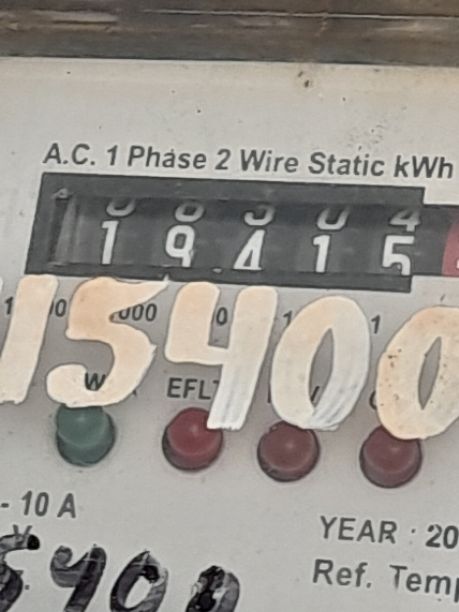 A.C. 1 Phase 2 Wire Static kWh
19415
15400
EFL
- 10 A
YEAR : 20
5400
Ref. Temp